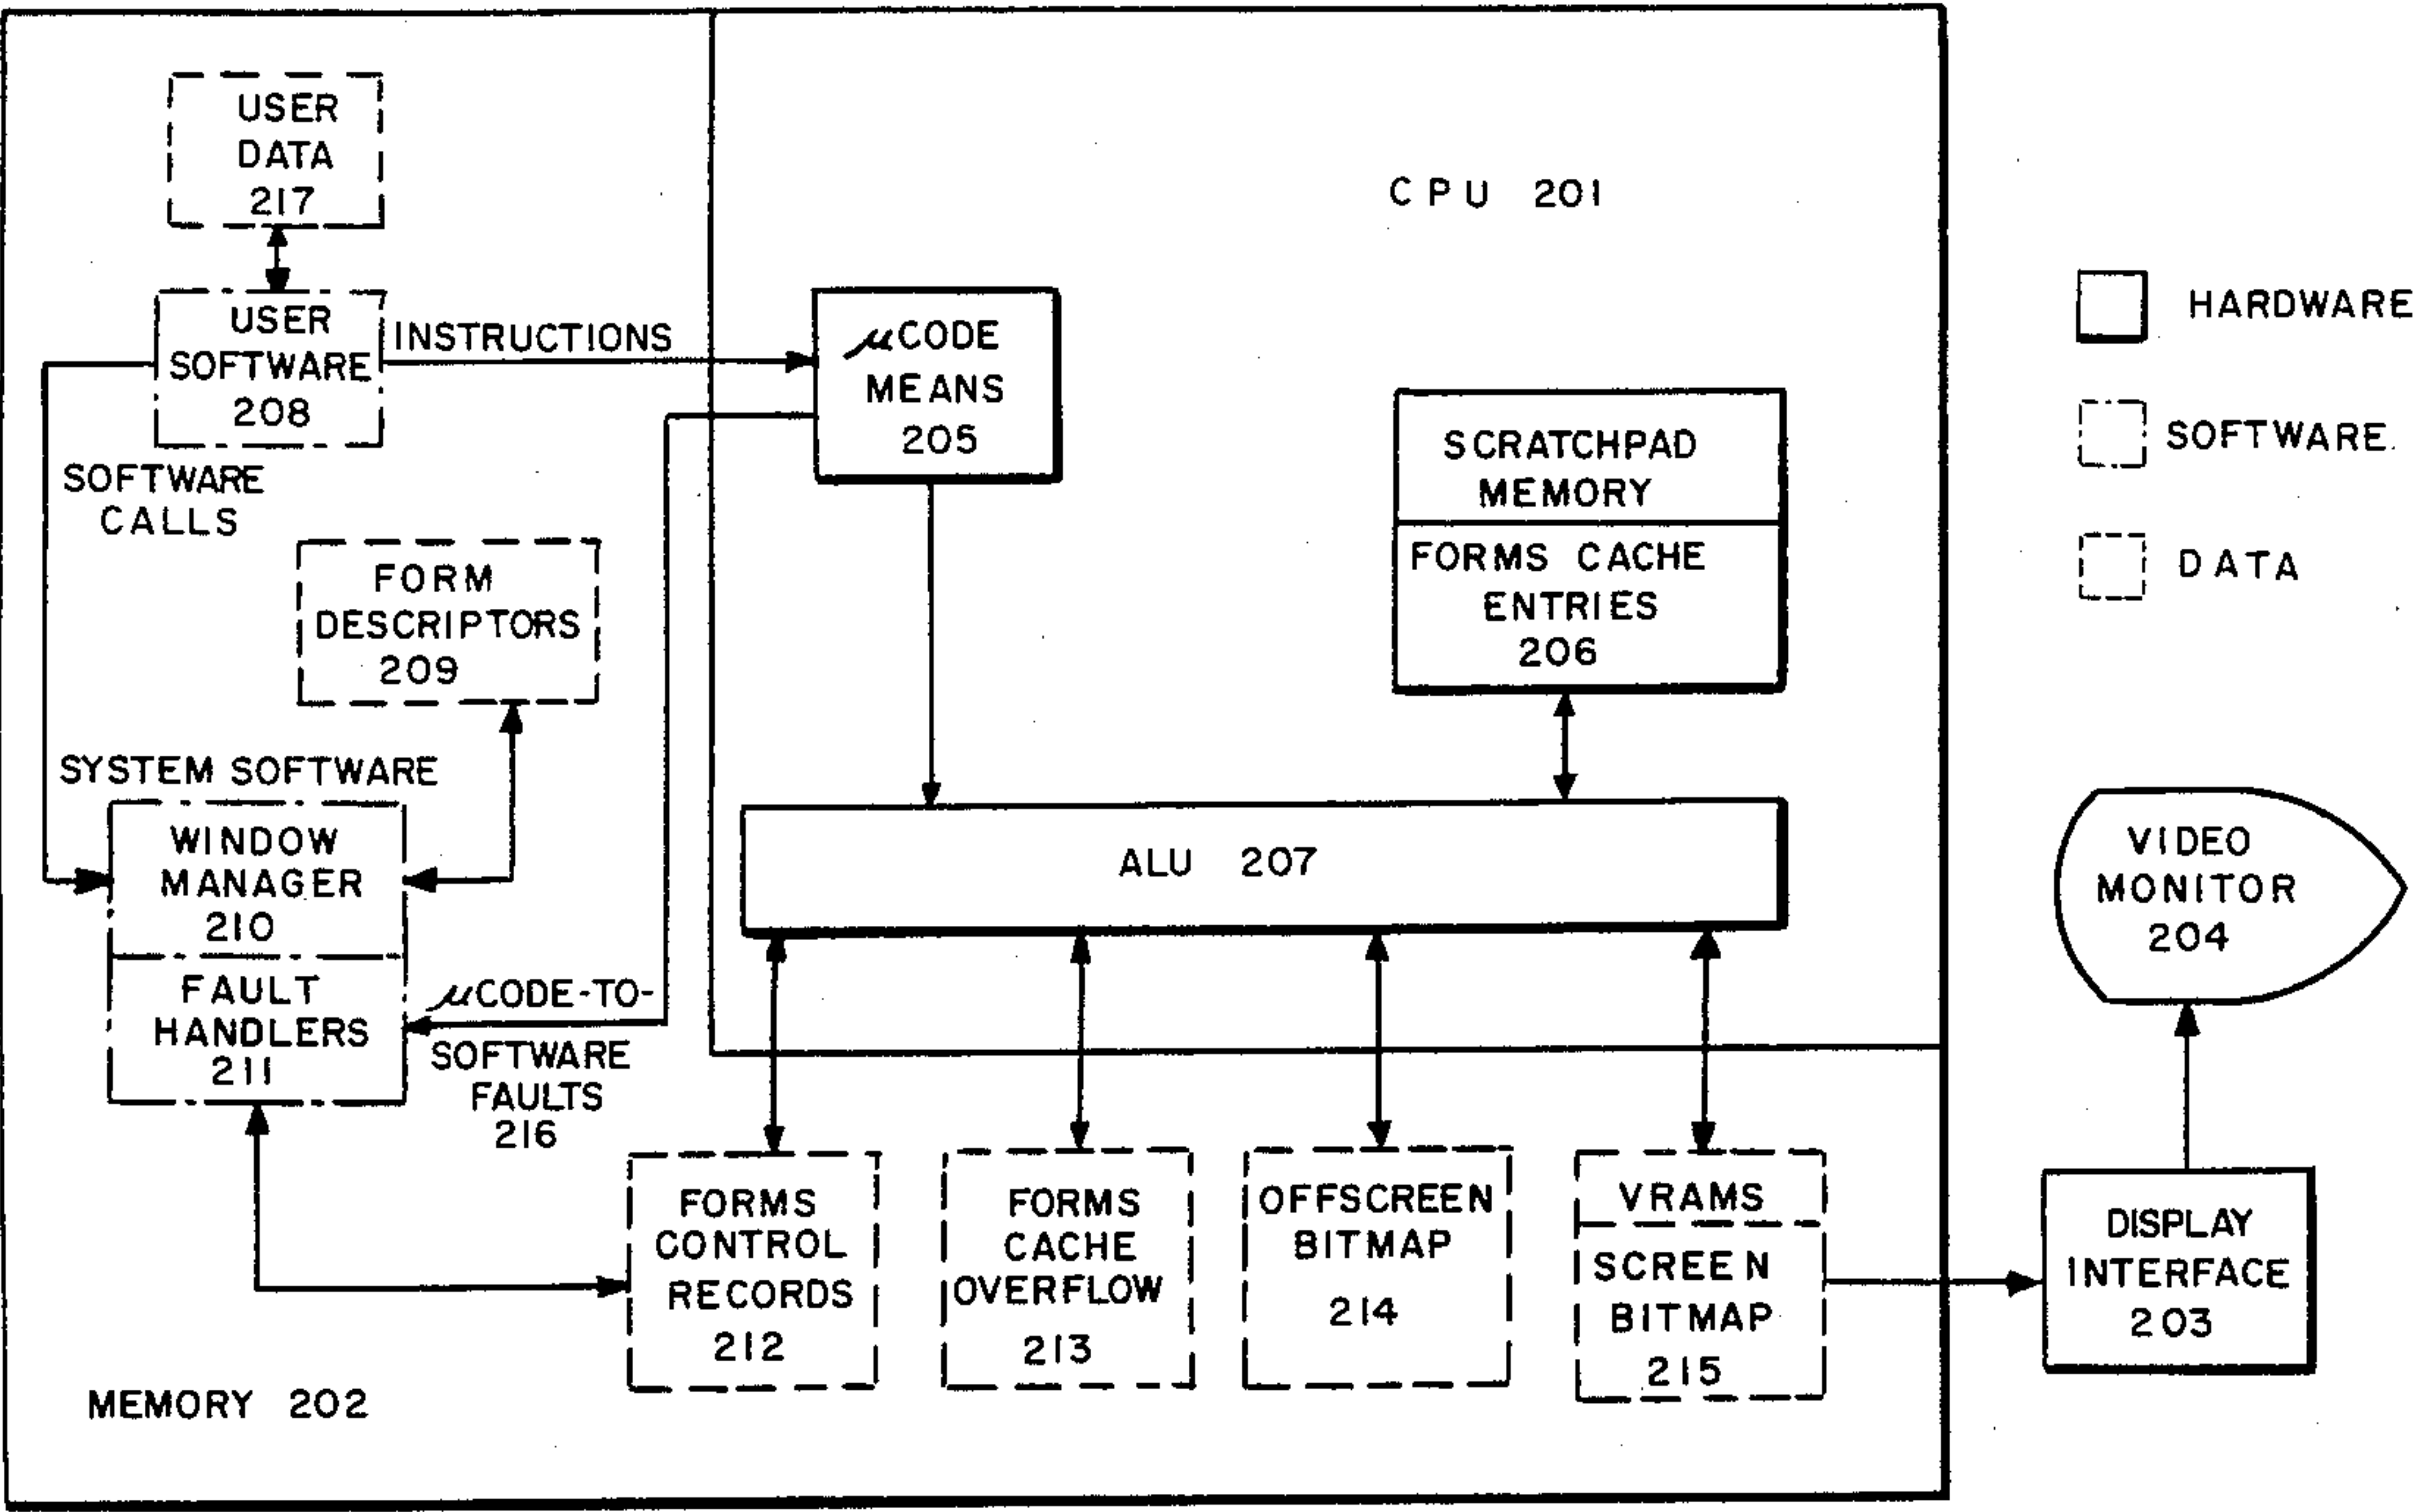 USER
DATA
217
USER
SOFTWARE
208
INSTRUCTIONS
SOFTWARE
CALLS
FORM
DESCRIPTORS
209
SYSTEM SOFTWARE
WINDOW
MANAGER
210
FAULT
HANDLERS
211
μCODE-TO-
SOFTWARE
FAULTS
216
MEMORY 202
CPU 201
μCODE
MEANS
205
SCRATCHPAD
MEMORY
FORMS CACHE
ENTRIES
206
ALU 207
FORMS
CONTROL
RECORDS
212
FORMS
CACHE
OVERFLOW
213
OFFSCREEN
BITMAP
214
VRAMS
SCREEN
BITMAP
215
HARDWARE
SOFTWARE
DATA
VIDEO
MONITOR
204
DISPLAY
INTERFACE
203